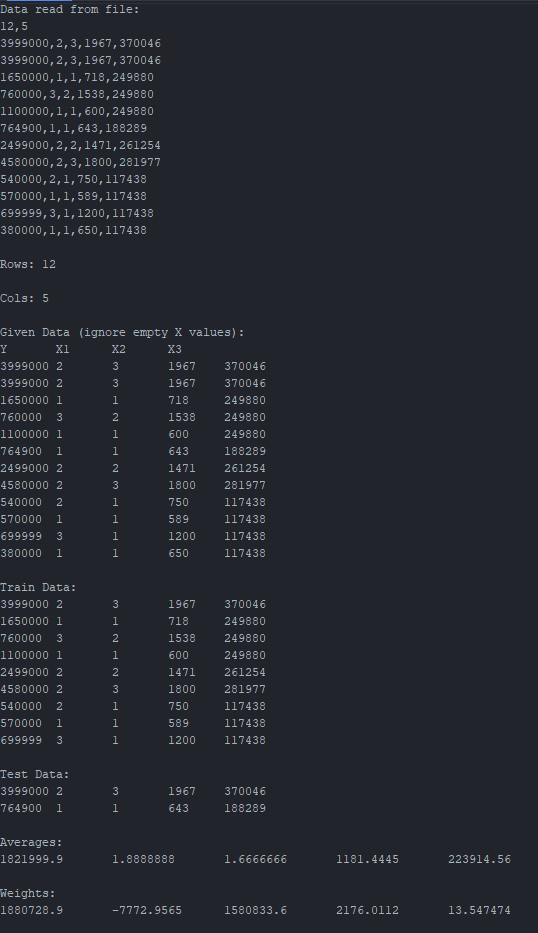 Data read from file:
12,5
3999000,2,3,1967,370046
3999000,2,3,1967,370046
1650000,1,1,718,249880
760000,3,2,1538,249880
1100000,1,1,600,249880
764900,1,1,643,188289
2499000,2,2,1471,261254
4580000,2,3,1800,281977
540000,2,1,750,117438
570000,1,1,589,117438
699999,3,1,1200,117438
380000,1,1,650,117438
Rows: 12
Cols: 5
Given Data (ignore empty X values):
Y X1 X2 X3
3999000 2 3 1967 370046
3999000 2 3 1967 370046
1650000 1 1 718 249880
760000 3 2 1538 249880
1100000 1 1 600 249880
764900 1 1 643 188289
2499000 2 2 1471 261254
4580000 2 3 1800 281977
540000 2 1 750 117438
570000 1 1 589 117438
699999 3 1 1200 117438
380000 1 1 650 117438
Train Data:
3999000 2 3 1967 370046
1650000 1 1 718 249880
760000 3 2 1538 249880
1100000 1 1 600 249880
2499000 2 2 1471 261254
4580000 2 3 1800 281977
540000 2 1 750 117438
570000 1 1 589 117438
699999 3 1 1200 117438
Test Data:
3999000 2 3 1967 370046
764900 1 1 643 188289
Averages:
1821999.9 1.8888888 1.6666666 1181.4445 223914.56
Weights:
1880728.9 -7772.9565 1580833.6 2176.0112 13.547474